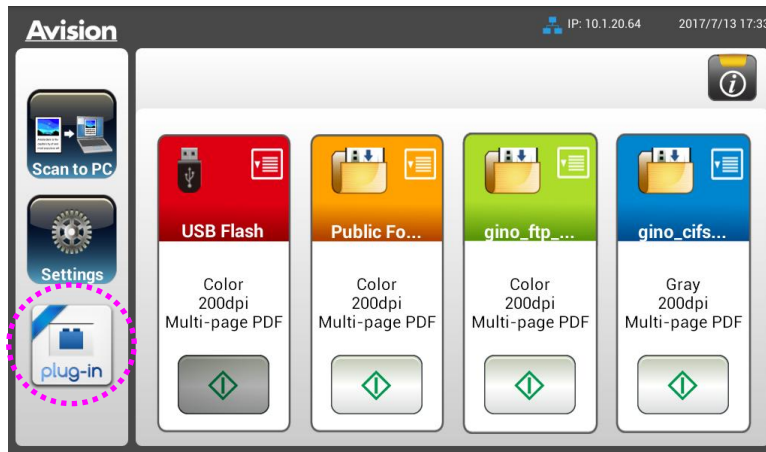 Avision
IP: 10.1.20.64 2017/7/13 17:33
Scan to PC
Settings
plug-in
i
USB Flash
Color
200dpi
Multi-page PDF
Public Fo...
Color
200dpi
Multi-page PDF
gino_ftp_...
Color
200dpi
Multi-page PDF
gino_cifs...
Gray
200dpi
Multi-page PDF